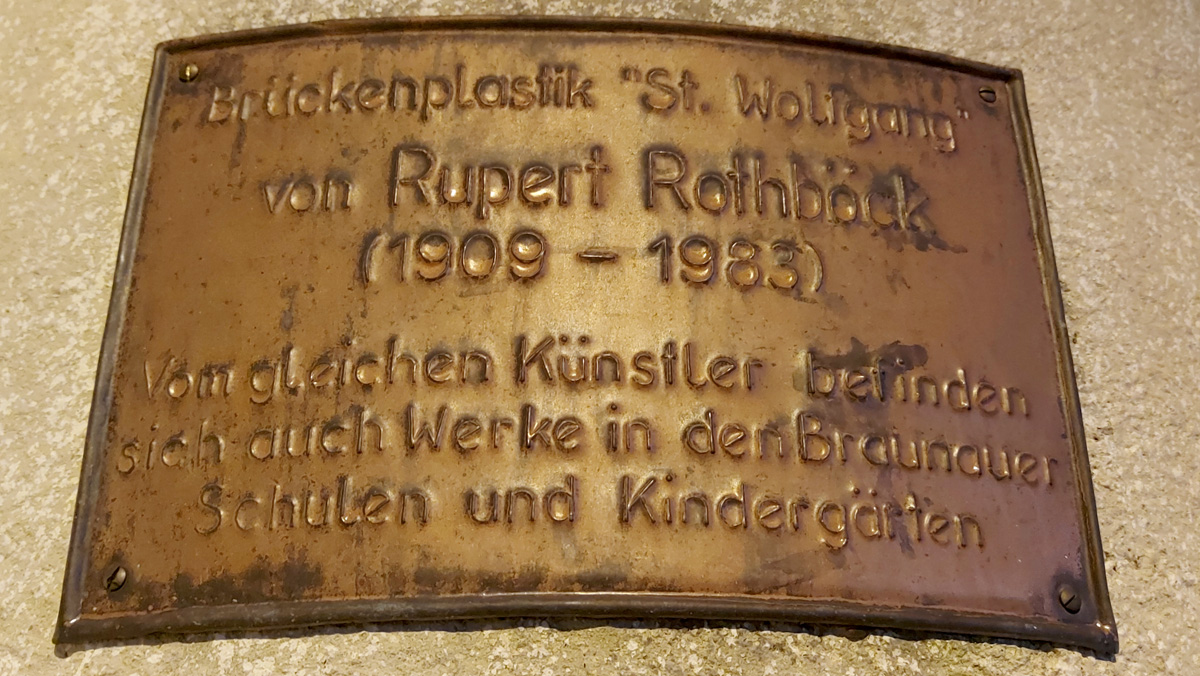 Brückenplastik "St. Wolfgang"
von Rupert Rothböck
(1909 - 1983)
Vom gleichen Künstler befinden
sich auch Werke in den Braunauer
Schulen und Kindergärten